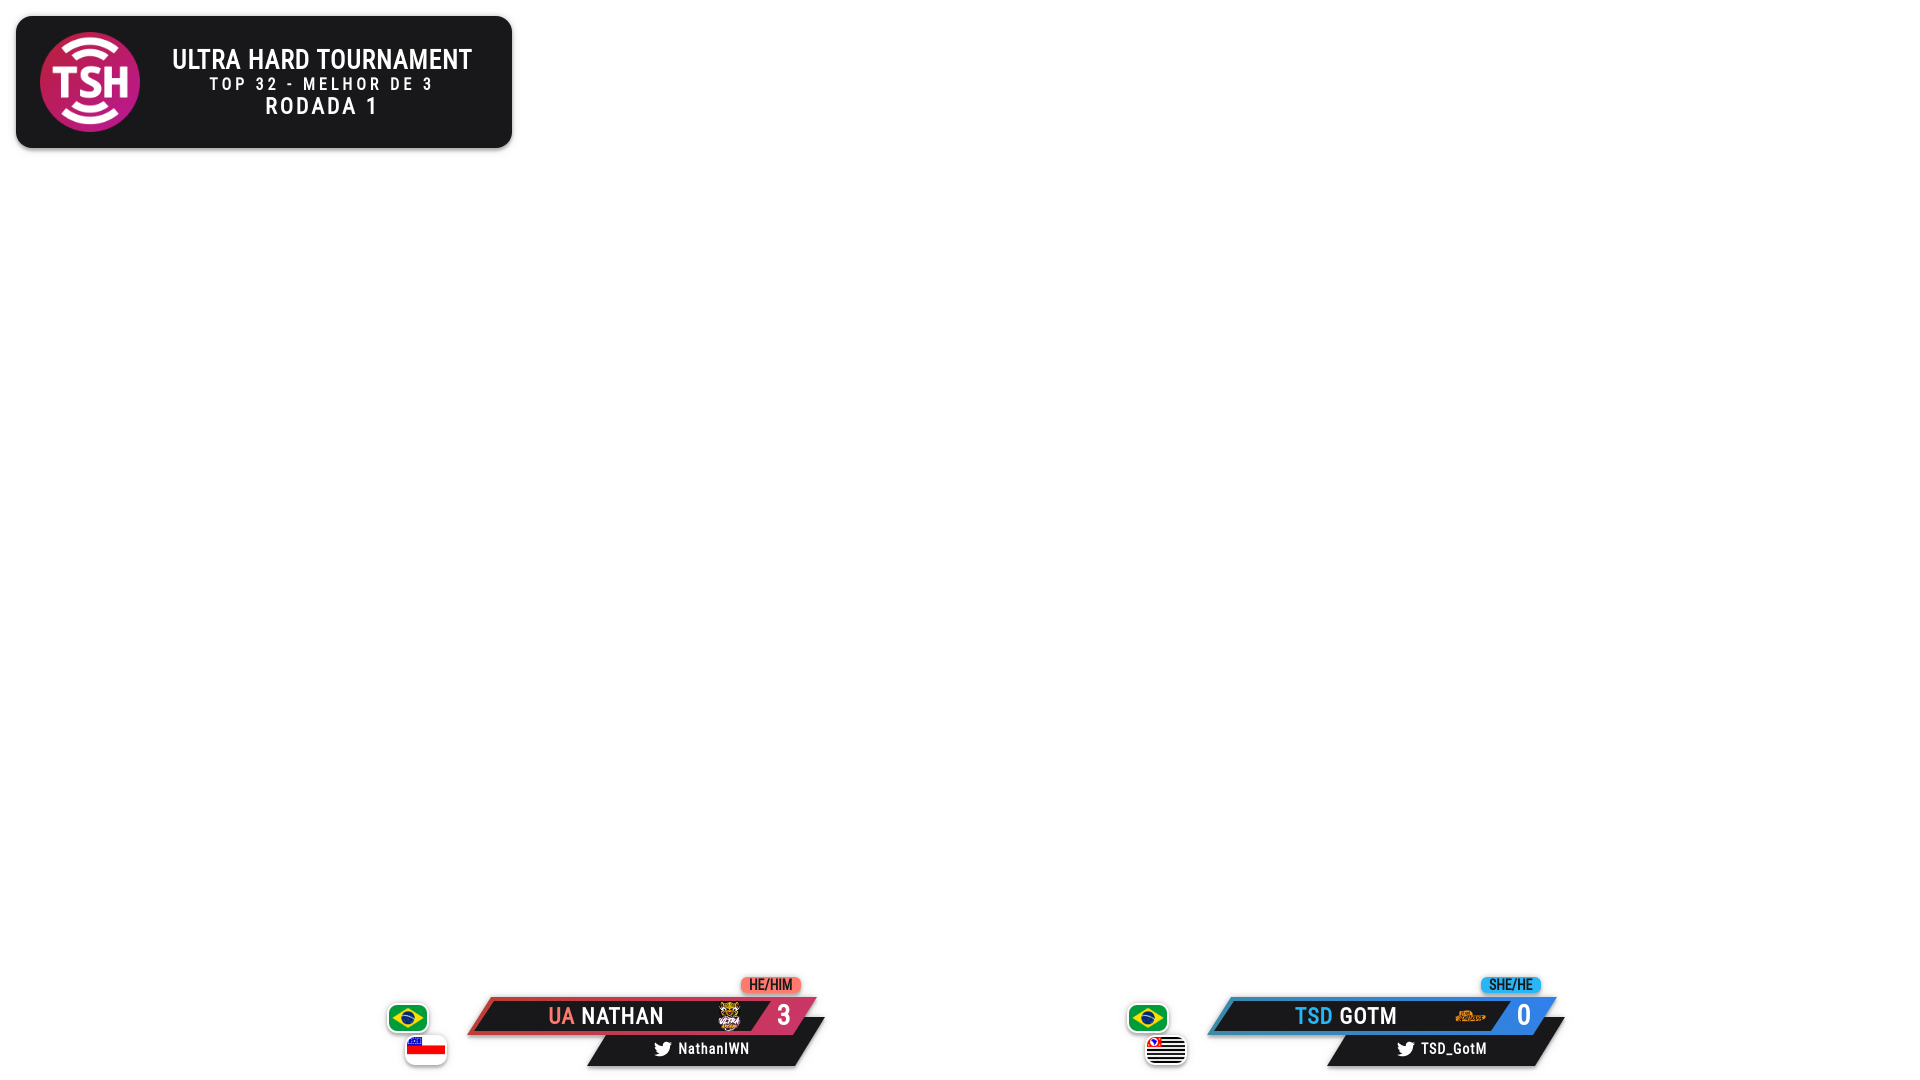 TSH
ULTRA HARD TOURNAMENT
TOP 32 - MELHOR DE 3
RODADA 1
HE/HIM
UA NATHAN
ULTRA
3
NathanIWN
SHE/HE
TSD GOTM
0
TSD_GotM